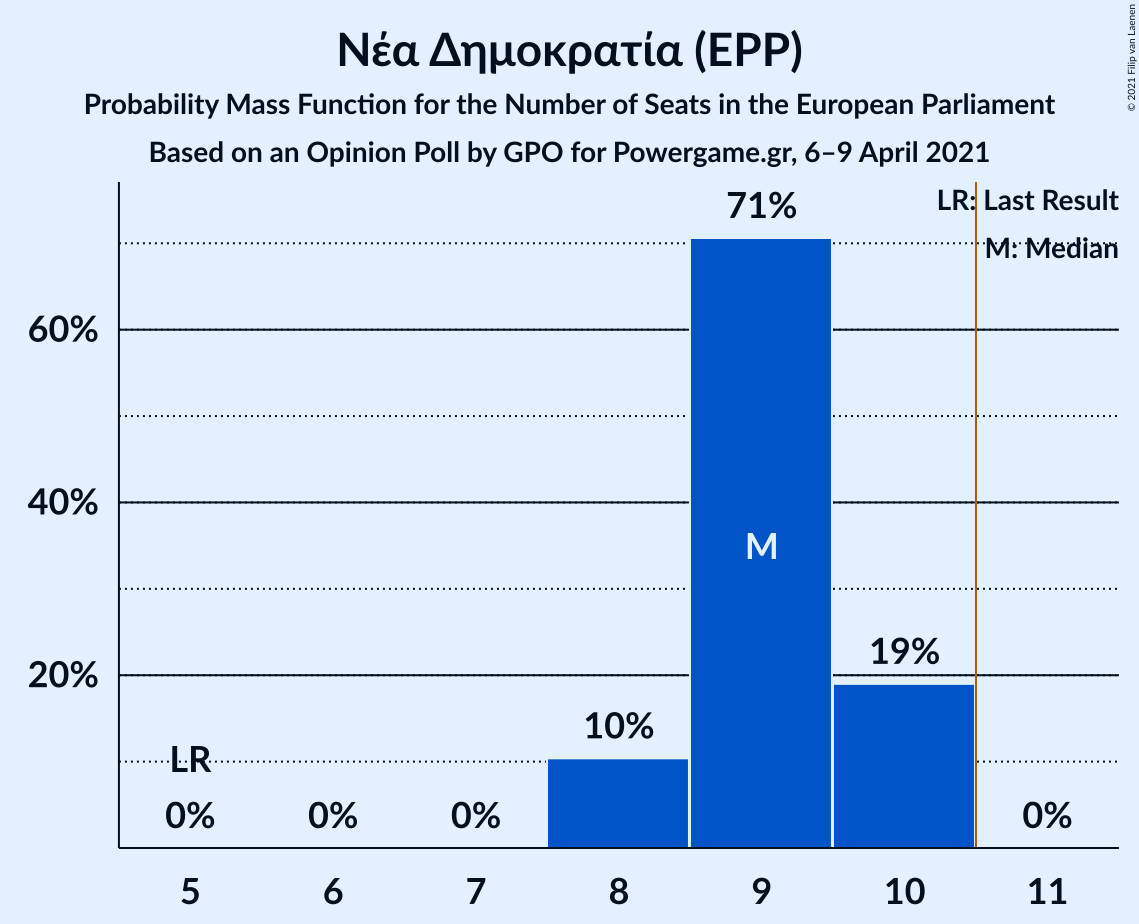 Νέα Δημοκρατία (EPP)
Probability Mass Function for the Number of Seats in the European Parliament
Based on an Opinion Poll by GPO for Powergame.gr, 6–9 April 2021
© 2021 Filip van Laenen
LR: Last Result
M: Median
71%
60%
40%
M
20%
19%
10%
LR
0% 0% 0% 0%
5 6 7 8 9 10 11